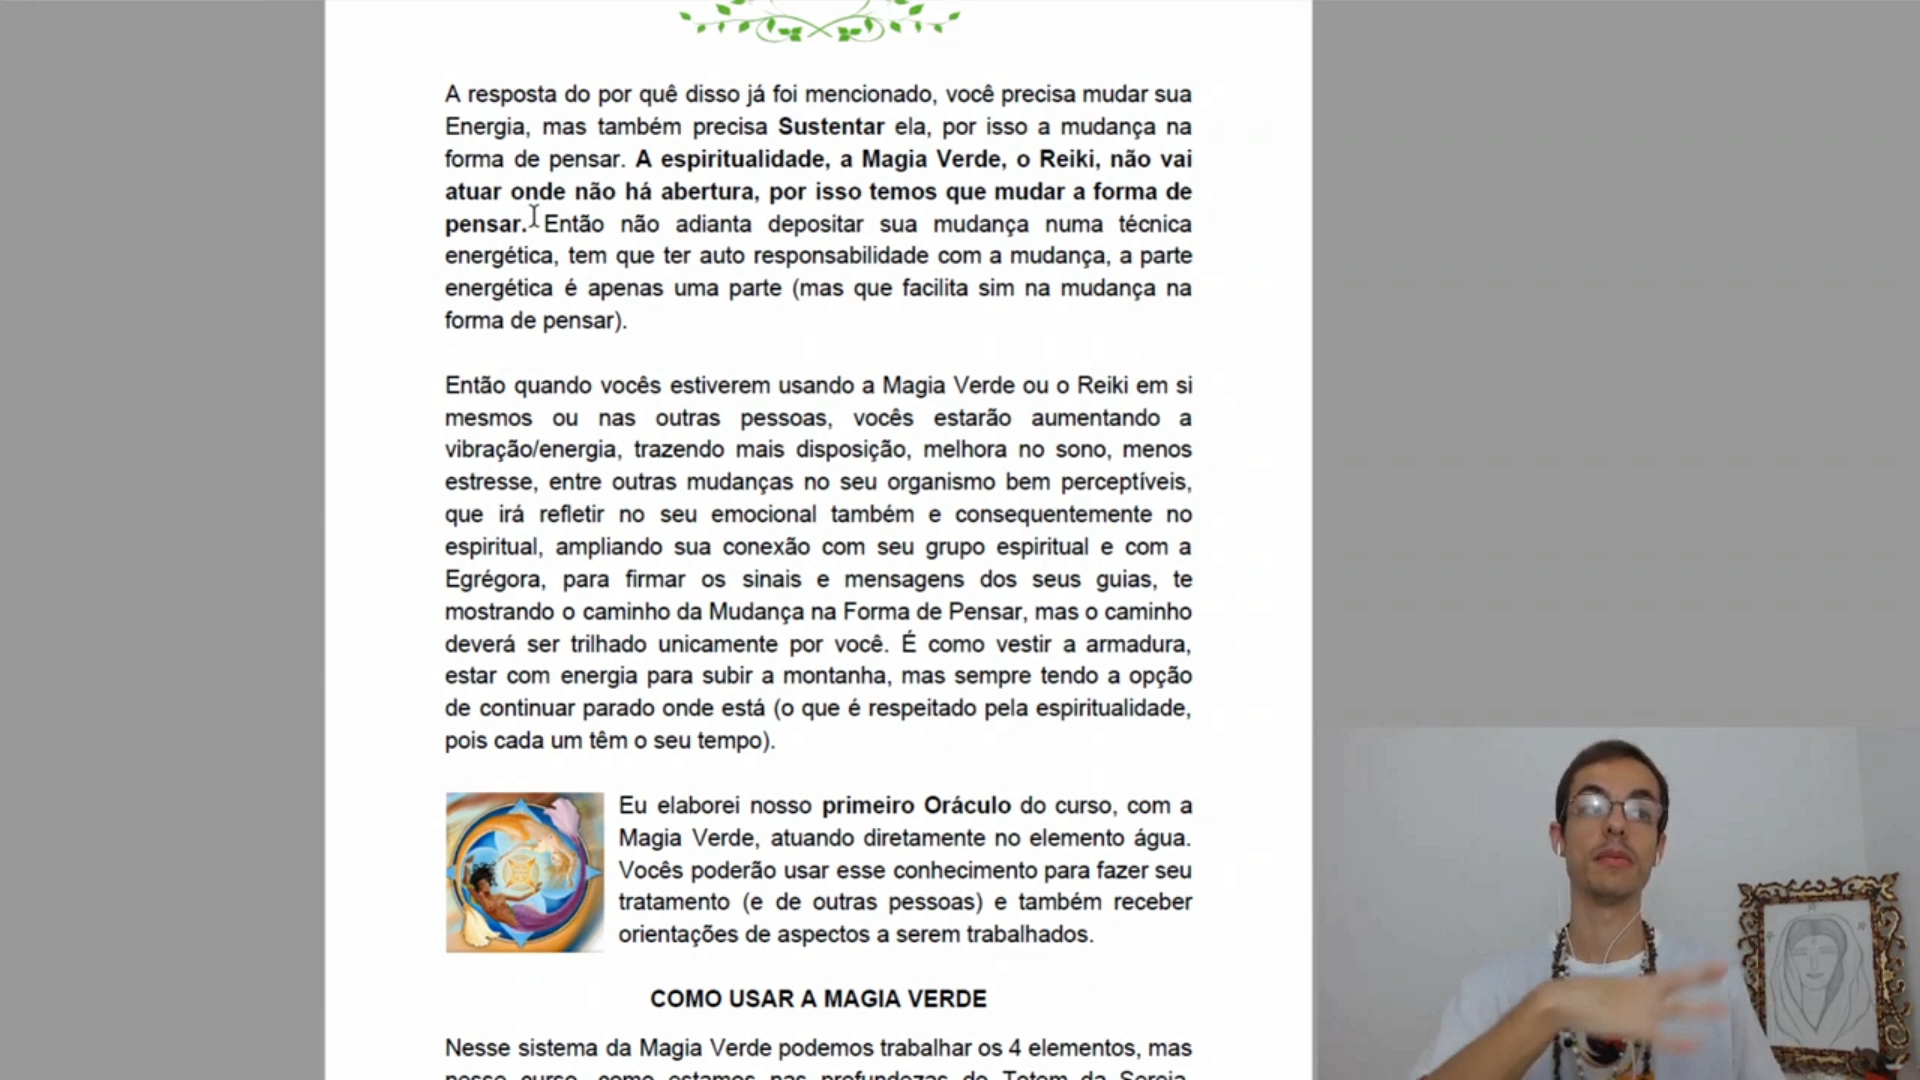 A resposta do por quê disso já foi mencionado, você precisa mudar sua
Energia, mas também precisa Sustentar ela, por isso a mudança na
forma de pensar. A espiritualidade, a Magia Verde, o Reiki, não vai
atuar onde não há abertura, por isso temos que mudar a forma de
pensar. Então não adianta depositar sua mudança numa técnica
energética, tem que ter auto responsabilidade com a mudança, a parte
energética é apenas uma parte (mas que facilita sim na mudança na
forma de pensar).
Então quando vocês estiverem usando a Magia Verde ou o Reiki em si
mesmos ou nas outras pessoas, vocês estarão aumentando a
vibração/energia, trazendo mais disposição, melhora no sono, menos
estresse, entre outras mudanças no seu organismo bem perceptíveis,
que irá refletir no seu emocional também e consequentemente no
espiritual, ampliando sua conexão com seu grupo espiritual e com a
Egrégora, para firmar os sinais e mensagens dos seus guias, te
mostrando o caminho da Mudança na Forma de Pensar, mas o caminho
deverá ser trilhado unicamente por você. É como vestir a armadura,
estar com energia para subir a montanha, mas sempre tendo a opção
de continuar parado onde está (o que é respeitado pela espiritualidade,
pois cada um têm o seu tempo).
Eu elaborei nosso primeiro Oráculo do curso, com a
Magia Verde, atuando diretamente no elemento água.
Vocês poderão usar esse conhecimento para fazer seu
tratamento (e de outras pessoas) e também receber
orientações de aspectos a serem trabalhados.
COMO USAR A MAGIA VERDE
Nesse sistema da Magia Verde podemos trabalhar os 4 elementos, mas
nesse curso, como estamos nas profundezas do Totem da Sereia,